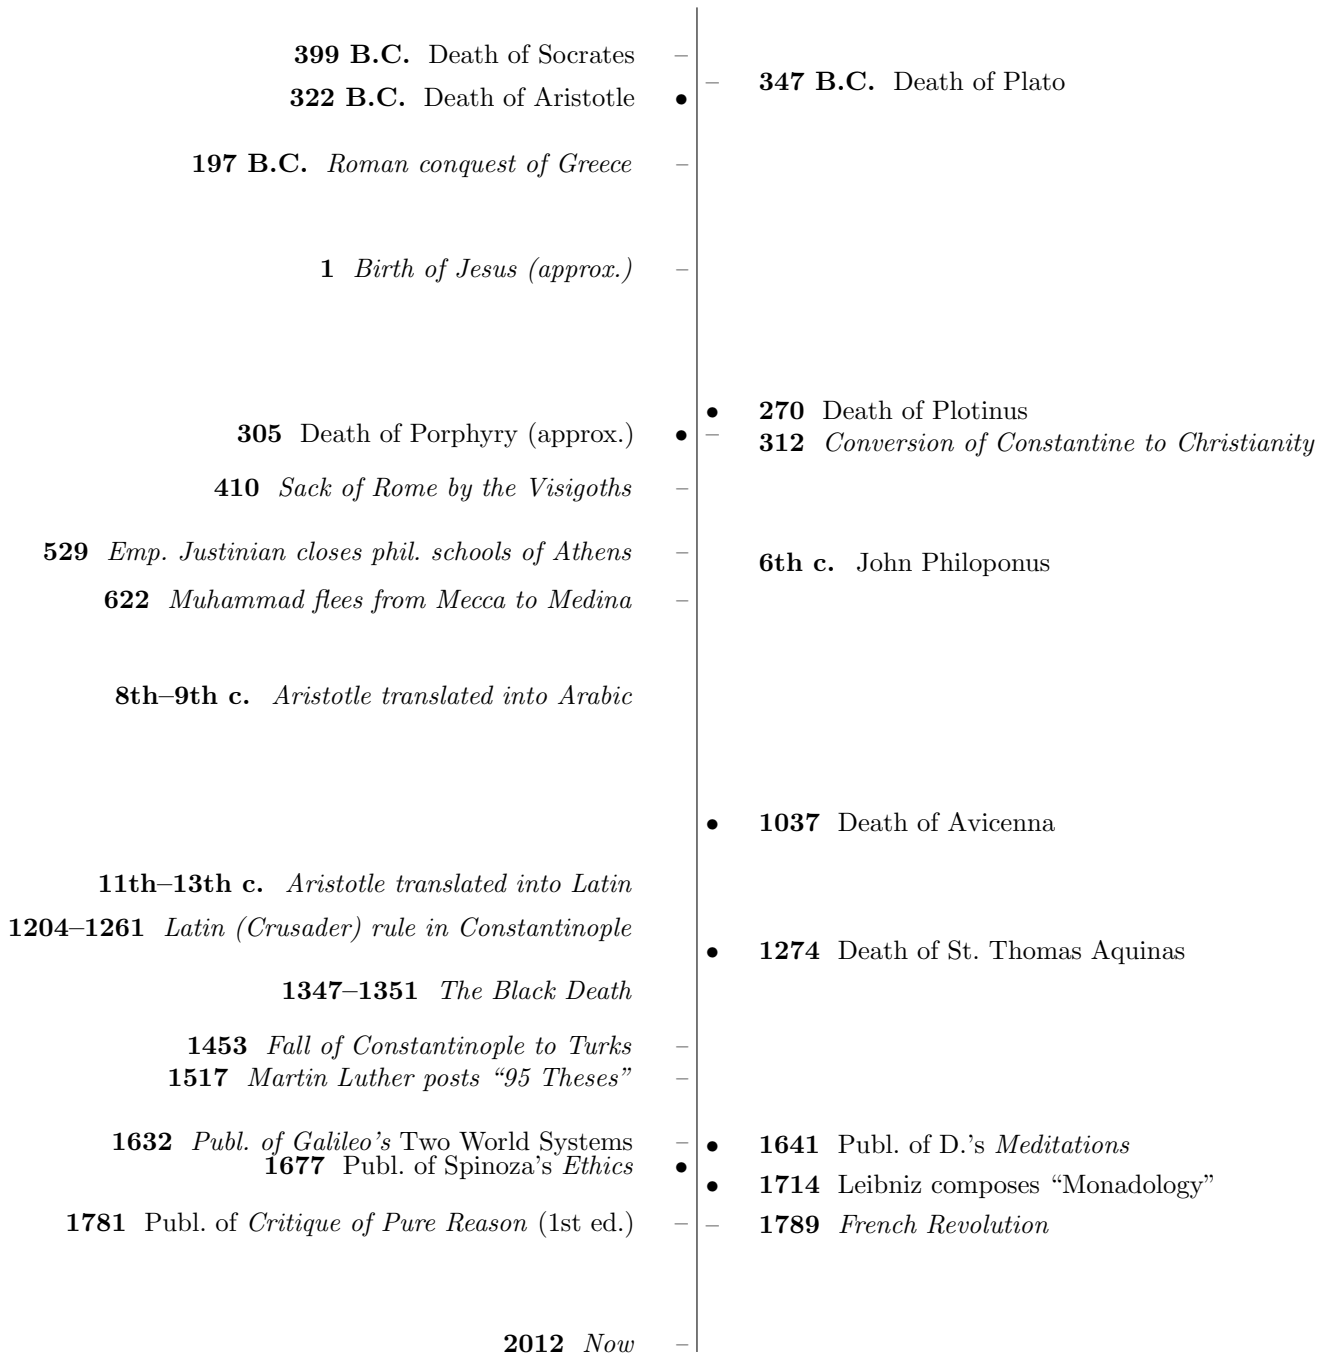 399 B.C. Death of Socrates
347 B.C. Death of Plato
322 B.C. Death of Aristotle
197 B.C. Roman conquest of Greece
1 Birth of Jesus (approx.)
270 Death of Plotinus
305 Death of Porphyry (approx.)
312 Conversion of Constantine to Christianity
410 Sack of Rome by the Visigoths
529 Emp. Justinian closes phil. schools of Athens
6th c. John Philoponus
622 Muhammad flees from Mecca to Medina
8th–9th c. Aristotle translated into Arabic
1037 Death of Avicenna
11th–13th c. Aristotle translated into Latin
1204–1261 Latin (Crusader) rule in Constantinople
1274 Death of St. Thomas Aquinas
1347–1351 The Black Death
1453 Fall of Constantinople to Turks
1517 Martin Luther posts “95 Theses”
1632 Publ. of Galileo’s Two World Systems
1641 Publ. of D.’s Meditations
1677 Publ. of Spinoza’s Ethics
1714 Leibniz composes “Monadology”
1781 Publ. of Critique of Pure Reason (1st ed.)
1789 French Revolution
2012 Now